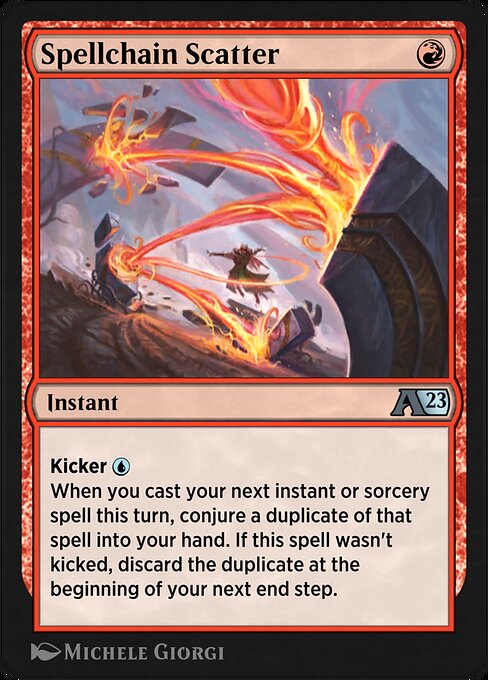 Spellchain Scatter
Instant
A23
Kicker
When you cast your next instant or sorcery
spell this turn, conjure a duplicate of that
spell into your hand. If this spell wasn't
kicked, discard the duplicate at the
beginning of your next end step.
Michele Giorgi